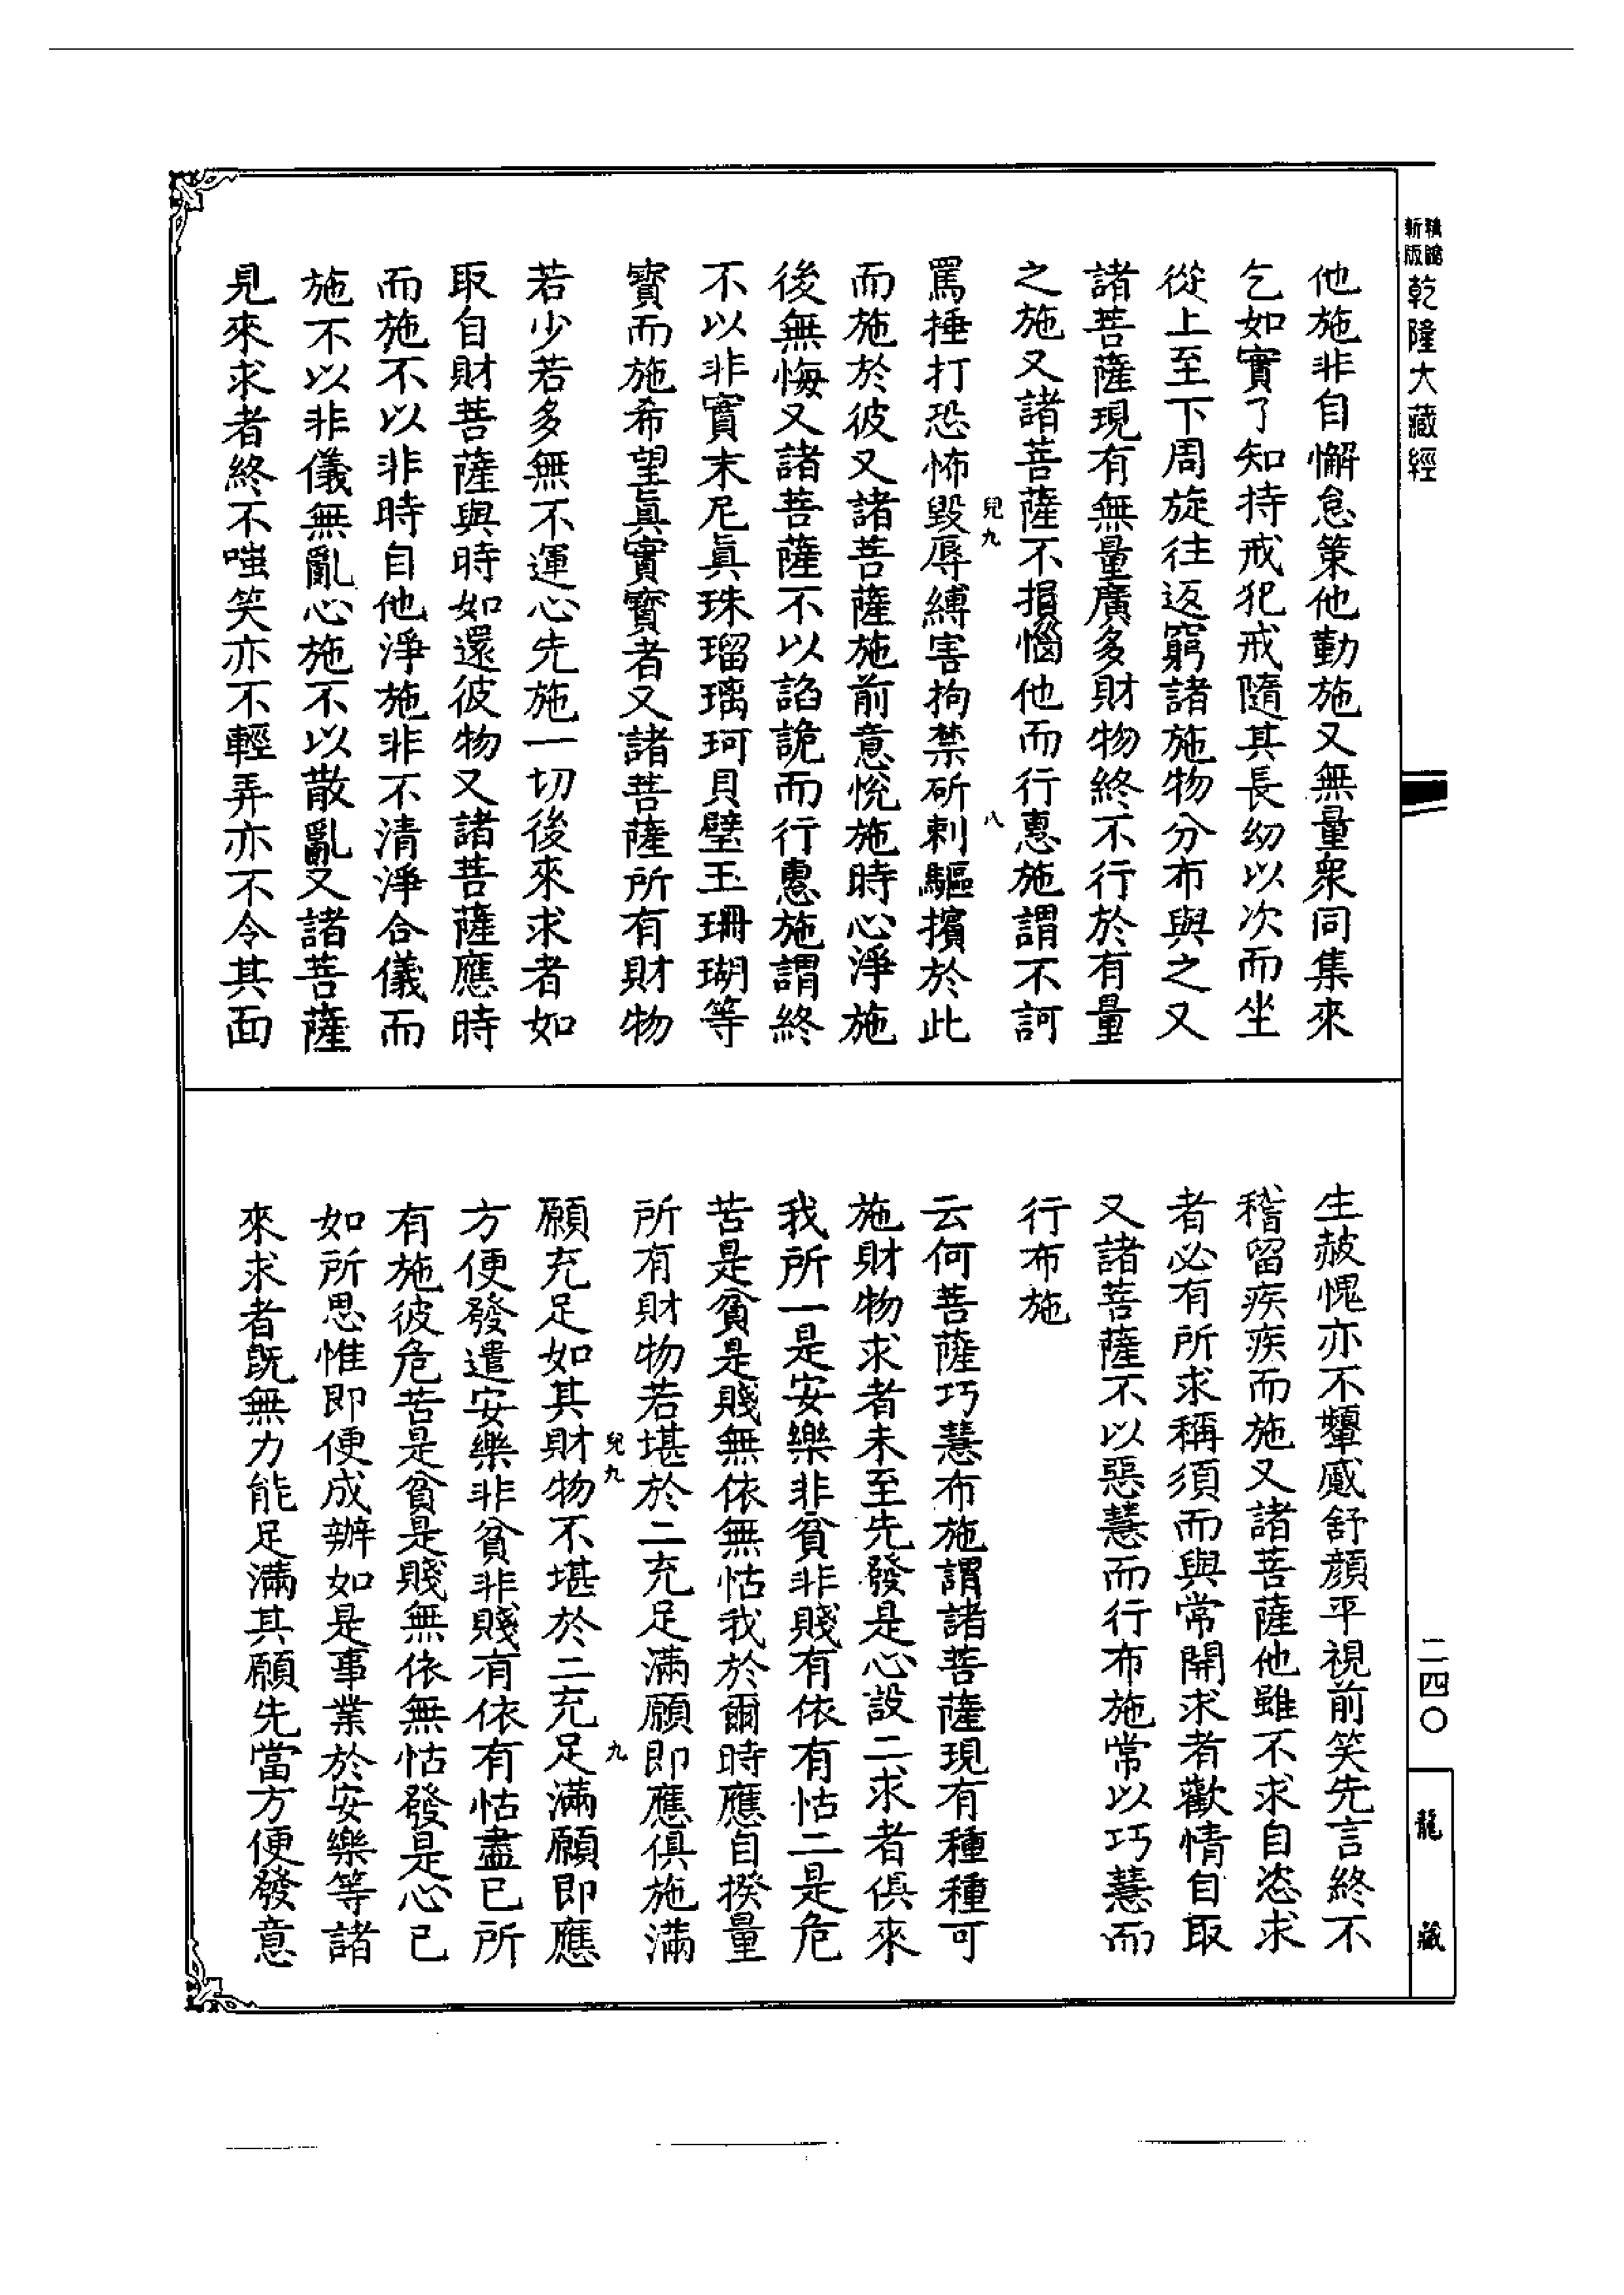 精縮新版乾隆大藏經
他施非自懈怠策他勤施又無量衆同集來
乞如實了知持戒犯戒隨其長幼以次而坐
從上至下周旋往返窮諸施物分布與之又
諸菩薩現有無量廣多財物終不行於有量
之施又諸菩薩不損惱他而行惠施謂不訶
兒九 八
罵捶打恐怖毀辱縛害拘禁斫刺驅擯於此
而施於彼又諸菩薩施前意悅施時心淨施
後無悔又諸菩薩不以諂詭而行惠施謂終
不以非實末尼眞珠瑠璃珂貝璧玉珊瑚等
寶而施希望眞實寶者又諸菩薩所有財物
若少若多無不運心先施一切後來求者如
取自財菩薩與時如還彼物又諸菩薩應時
而施不以非時自他淨施非不清淨合儀而
施不以非儀無亂心施不以散亂又諸菩薩
見來求者終不嗤笑亦不輕弄亦不令其面
生赧愧亦不顰慼舒顏平視前笑先言終不
稽留疾疾而施又諸菩薩他雖不求自恣求
者必有所求稱須而與常開求者歡情自取
又諸菩薩不以惡慧而行布施常以巧慧而
行布施
云何菩薩巧慧布施謂諸菩薩現有種種可
施財物求者未至先發是心設二求者俱來
我所一是安樂非貧非賤有依有怙二是危
苦是貧是賤無依無怙我於爾時應自揆量
所有財物若堪於二充足滿願即應俱施滿
兒九 九
願充足如其財物不堪於二充足滿願即應
方便發遣安樂非貧非賤有依有怙盡已所
有施彼危苦是貧是賤無依無怙發是心已
如所思惟即便成辦如是事業於安樂等諸
來求者既無力能足滿其願先當方便發意
二四〇
龍藏